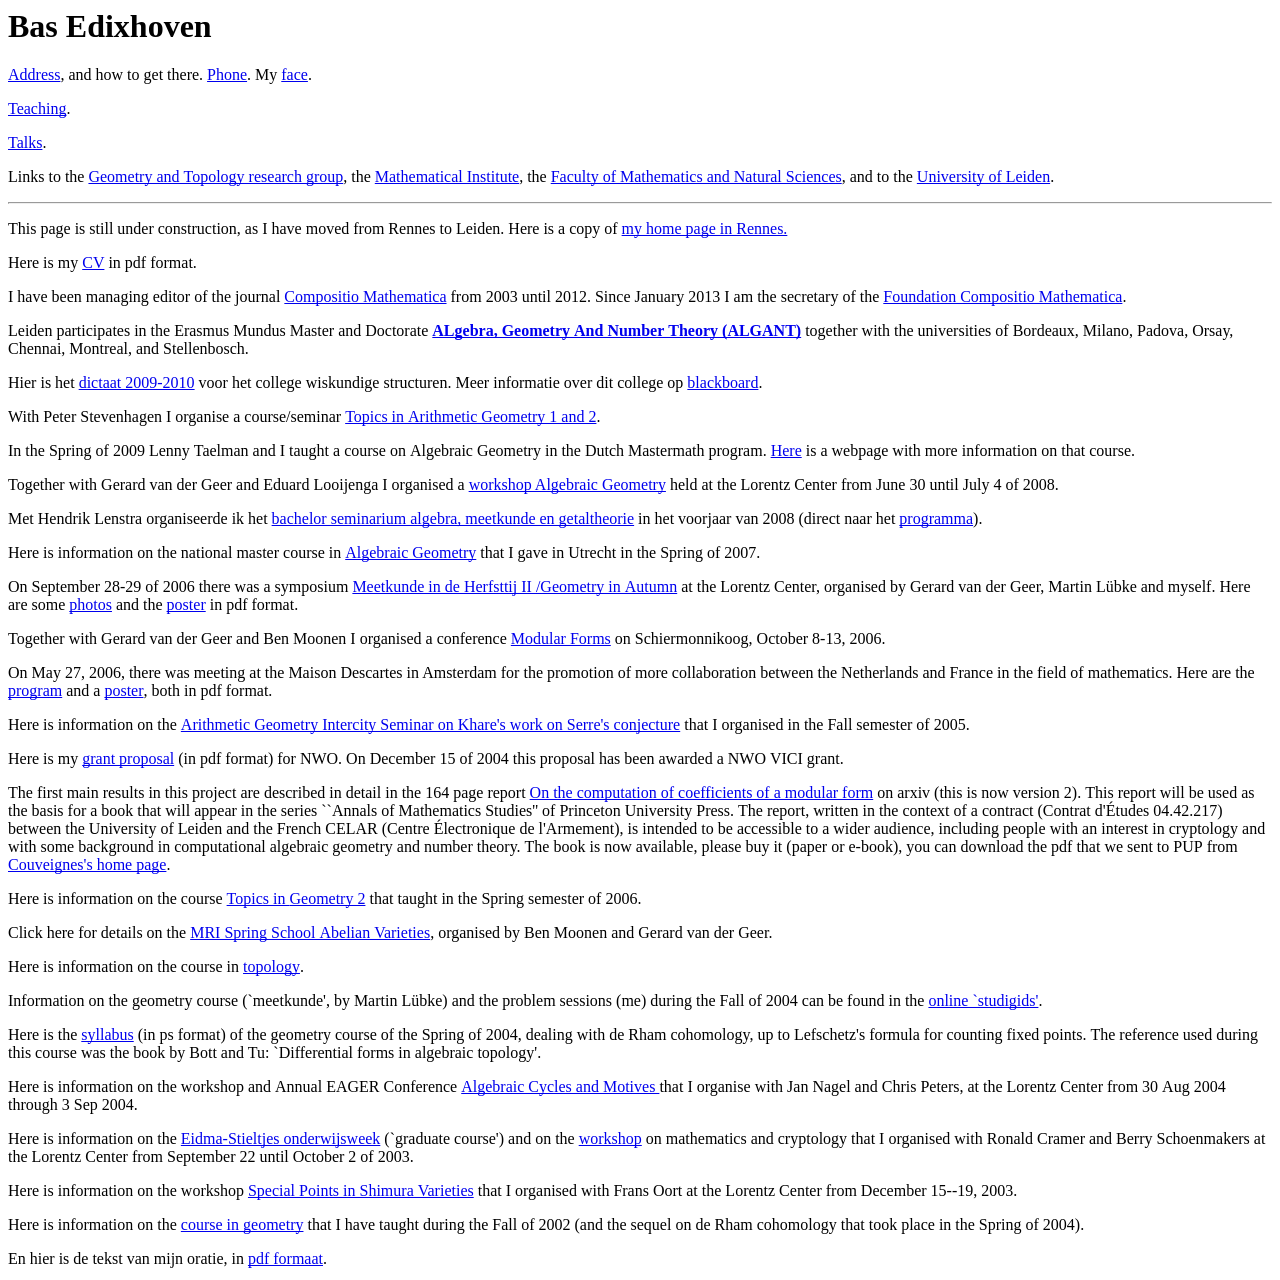 Bas Edixhoven
Address, and how to get there. Phone. My face.
Teaching.
Talks.
Links to the Geometry and Topology research group, the Mathematical Institute, the Faculty of Mathematics and Natural Sciences, and to the University of Leiden.
This page is still under construction, as I have moved from Rennes to Leiden. Here is a copy of my home page in Rennes.
Here is my CV in pdf format.
I have been managing editor of the journal Compositio Mathematica from 2003 until 2012. Since January 2013 I am the secretary of the Foundation Compositio Mathematica.
Leiden participates in the Erasmus Mundus Master and Doctorate ALgebra, Geometry And Number Theory (ALGANT) together with the universities of Bordeaux, Milano, Padova, Orsay,
Chennai, Montreal, and Stellenbosch.
Hier is het dictaat 2009-2010 voor het college wiskundige structuren. Meer informatie over dit college op blackboard.
With Peter Stevenhagen I organise a course/seminar Topics in Arithmetic Geometry 1 and 2.
In the Spring of 2009 Lenny Taelman and I taught a course on Algebraic Geometry in the Dutch Mastermath program. Here is a webpage with more information on that course.
Together with Gerard van der Geer and Eduard Looijenga I organised a workshop Algebraic Geometry held at the Lorentz Center from June 30 until July 4 of 2008.
Met Hendrik Lenstra organiseerde ik het bachelor seminarium algebra, meetkunde en getaltheorie in het voorjaar van 2008 (direct naar het programma).
Here is information on the national master course in Algebraic Geometry that I gave in Utrecht in the Spring of 2007.
On September 28-29 of 2006 there was a symposium Meetkunde in de Herfsttij II /Geometry in Autumn at the Lorentz Center, organised by Gerard van der Geer, Martin Lübke and myself. Here
are some photos and the poster in pdf format.
Together with Gerard van der Geer and Ben Moonen I organised a conference Modular Forms on Schiermonnikoog, October 8-13, 2006.
On May 27, 2006, there was meeting at the Maison Descartes in Amsterdam for the promotion of more collaboration between the Netherlands and France in the field of mathematics. Here are the
program and a poster, both in pdf format.
Here is information on the Arithmetic Geometry Intercity Seminar on Khare's work on Serre's conjecture that I organised in the Fall semester of 2005.
Here is my grant proposal (in pdf format) for NWO. On December 15 of 2004 this proposal has been awarded a NWO VICI grant.
The first main results in this project are described in detail in the 164 page report On the computation of coefficients of a modular form on arxiv (this is now version 2). This report will be used as
the basis for a book that will appear in the series ``Annals of Mathematics Studies'' of Princeton University Press. The report, written in the context of a contract (Contrat d'Études 04.42.217)
between the University of Leiden and the French CELAR (Centre Électronique de l'Armement), is intended to be accessible to a wider audience, including people with an interest in cryptology and
with some background in computational algebraic geometry and number theory. The book is now available, please buy it (paper or e-book), you can download the pdf that we sent to PUP from
Couveignes's home page.
Here is information on the course Topics in Geometry 2 that taught in the Spring semester of 2006.
Click here for details on the MRI Spring School Abelian Varieties, organised by Ben Moonen and Gerard van der Geer.
Here is information on the course in topology.
Information on the geometry course (`meetkunde', by Martin Lübke) and the problem sessions (me) during the Fall of 2004 can be found in the online `studigids'.
Here is the syllabus (in ps format) of the geometry course of the Spring of 2004, dealing with de Rham cohomology, up to Lefschetz's formula for counting fixed points. The reference used during
this course was the book by Bott and Tu: `Differential forms in algebraic topology'.
Here is information on the workshop and Annual EAGER Conference Algebraic Cycles and Motives that I organise with Jan Nagel and Chris Peters, at the Lorentz Center from 30 Aug 2004
through 3 Sep 2004.
Here is information on the Eidma-Stieltjes onderwijsweek (`graduate course') and on the workshop on mathematics and cryptology that I organised with Ronald Cramer and Berry Schoenmakers at
the Lorentz Center from September 22 until October 2 of 2003.
Here is information on the workshop Special Points in Shimura Varieties that I organised with Frans Oort at the Lorentz Center from December 15--19, 2003.
Here is information on the course in geometry that I have taught during the Fall of 2002 (and the sequel on de Rham cohomology that took place in the Spring of 2004).
En hier is de tekst van mijn oratie, in pdf formaat.